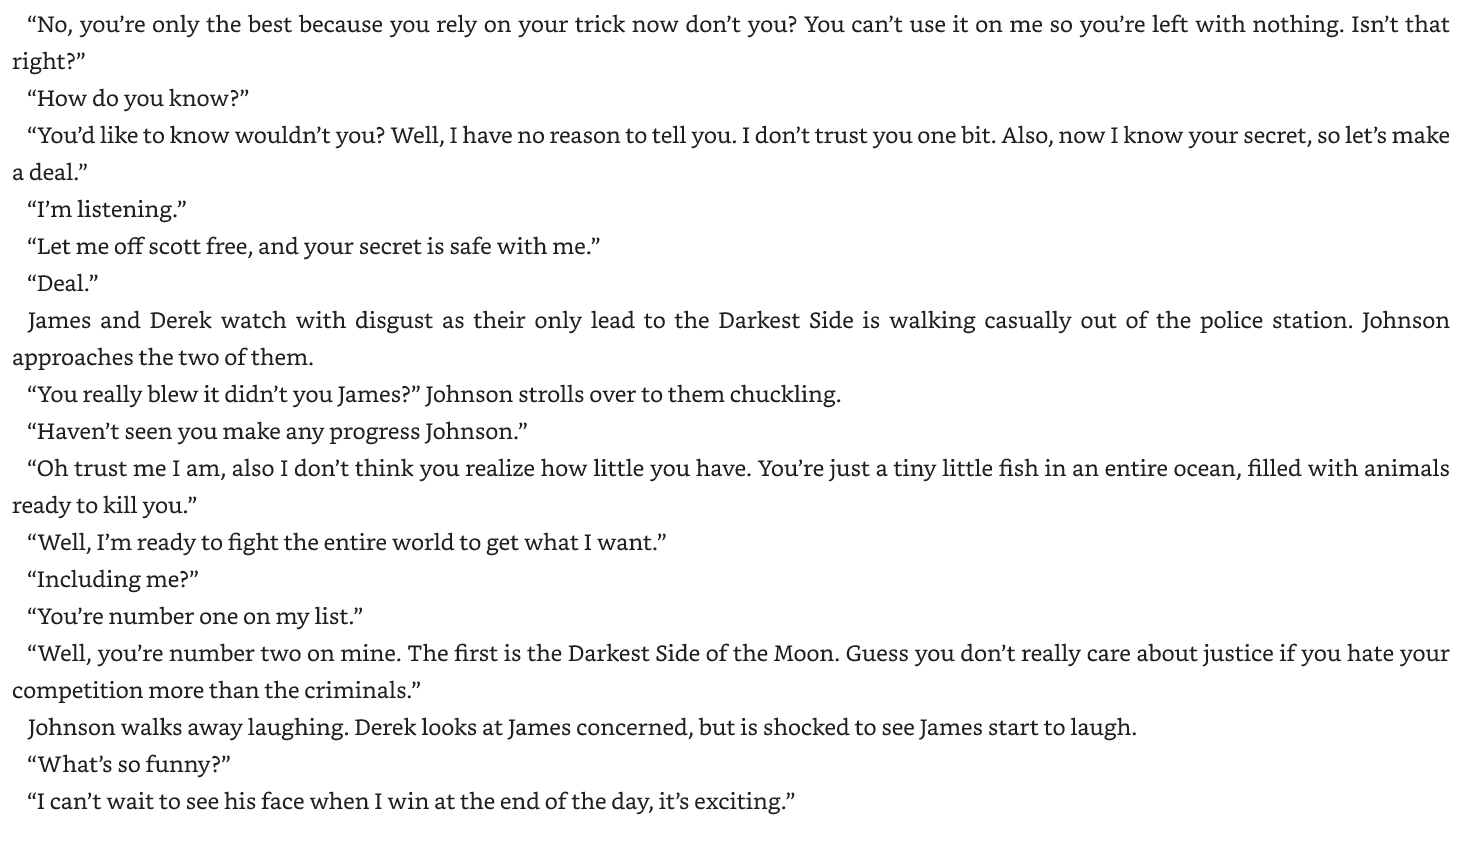 “No, you’re only the best because you rely on your trick now don’t you? You can’t use it on me so you’re left with nothing. Isn’t that
right?”
“How do you know?”
“You’d like to know wouldn’t you? Well, I have no reason to tell you. I don’t trust you one bit. Also, now I know your secret, so let’s make
a deal.”
“I’m listening.”
“Let me off scott free, and your secret is safe with me.”
“Deal.”
James and Derek watch with disgust as their only lead to the Darkest Side is walking casually out of the police station. Johnson
approaches the two of them.
“You really blew it didn’t you James?” Johnson strolls over to them chuckling.
“Haven’t seen you make any progress Johnson.”
“Oh trust me I am, also I don’t think you realize how little you have. You’re just a tiny little fish in an entire ocean, filled with animals
ready to kill you.”
“Well, I’m ready to fight the entire world to get what I want.”
“Including me?”
“You’re number one on my list.”
“Well, you’re number two on mine. The first is the Darkest Side of the Moon. Guess you don’t really care about justice if you hate your
competition more than the criminals.”
Johnson walks away laughing. Derek looks at James concerned, but is shocked to see James start to laugh.
“What’s so funny?”
“I can’t wait to see his face when I win at the end of the day, it’s exciting.”